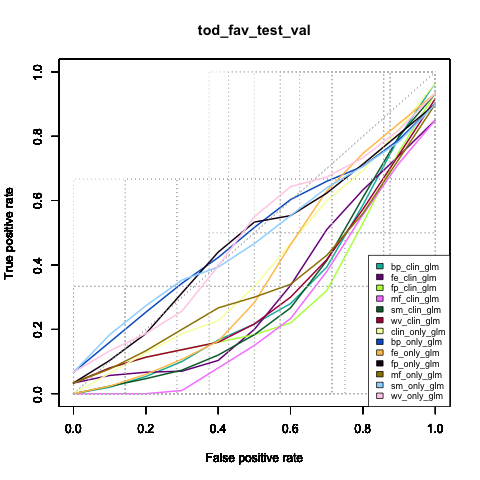 tod_fav_test_val
True positive rate
1.0
0.8
0.6
0.4
0.2
0.0
0.0 0.2 0.4 0.6 0.8 1.0
False positive rate
bp_clin_glm
fe_clin_glm
fp_clin_glm
mf_clin_glm
sm_clin_glm
wv_clin_glm
clin_only_glm
bp_only_glm
fe_only_glm
fp_only_glm
mf_only_glm
sm_only_glm
wv_only_glm